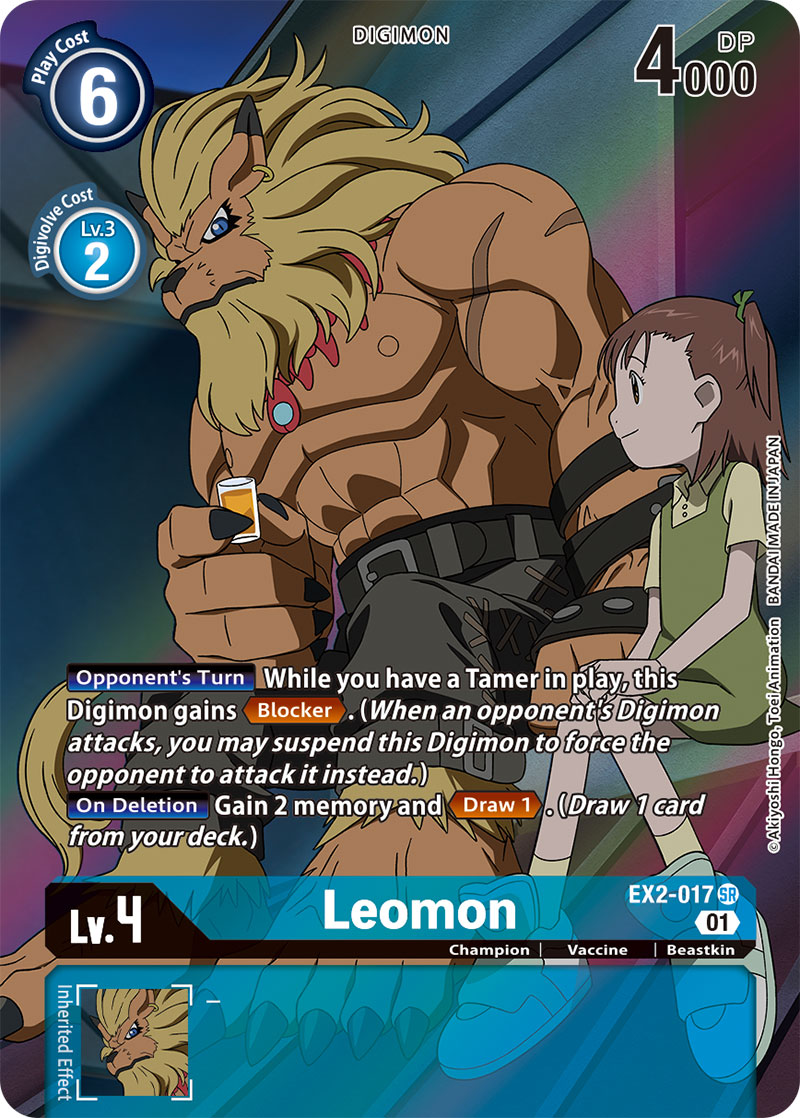 DIGIMON
Play Cost
6
DP
4000
Digivolve Cost
Lv.3
2
Opponent's Turn While you have a Tamer in play, this
Digimon gains Blocker. (When an opponent's Digimon
attacks, you may suspend this Digimon to force the
opponent to attack it instead.)
On Deletion Gain 2 memory and Draw 1. (Draw 1 card
from your deck.)
©Akiyoshi Hongo, Toei Animation BANDAI MADE IN JAPAN
Lv.4
Leomon
EX2-017 SR
01
Champion | Vaccine | Beastkin
Inherited Effect
–